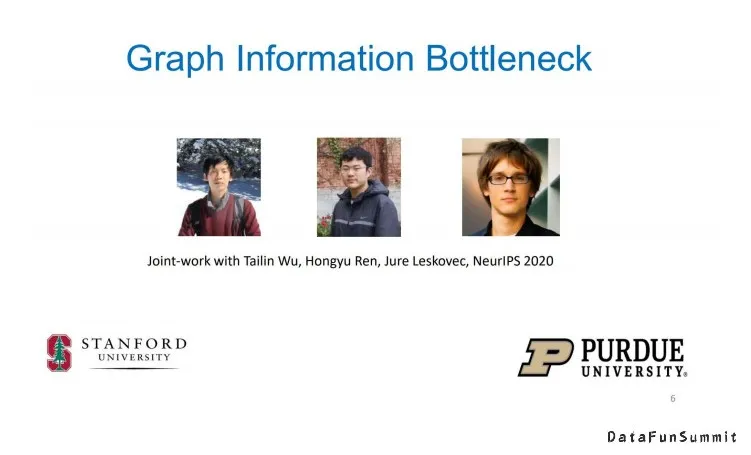 Graph Information Bottleneck
Joint-work with Tailin Wu, Hongyu Ren, Jure Leskovec, NeurIPS 2020
STANFORD
UNIVERSITY
PURDUE
UNIVERSITY®
6
DataFunSummit